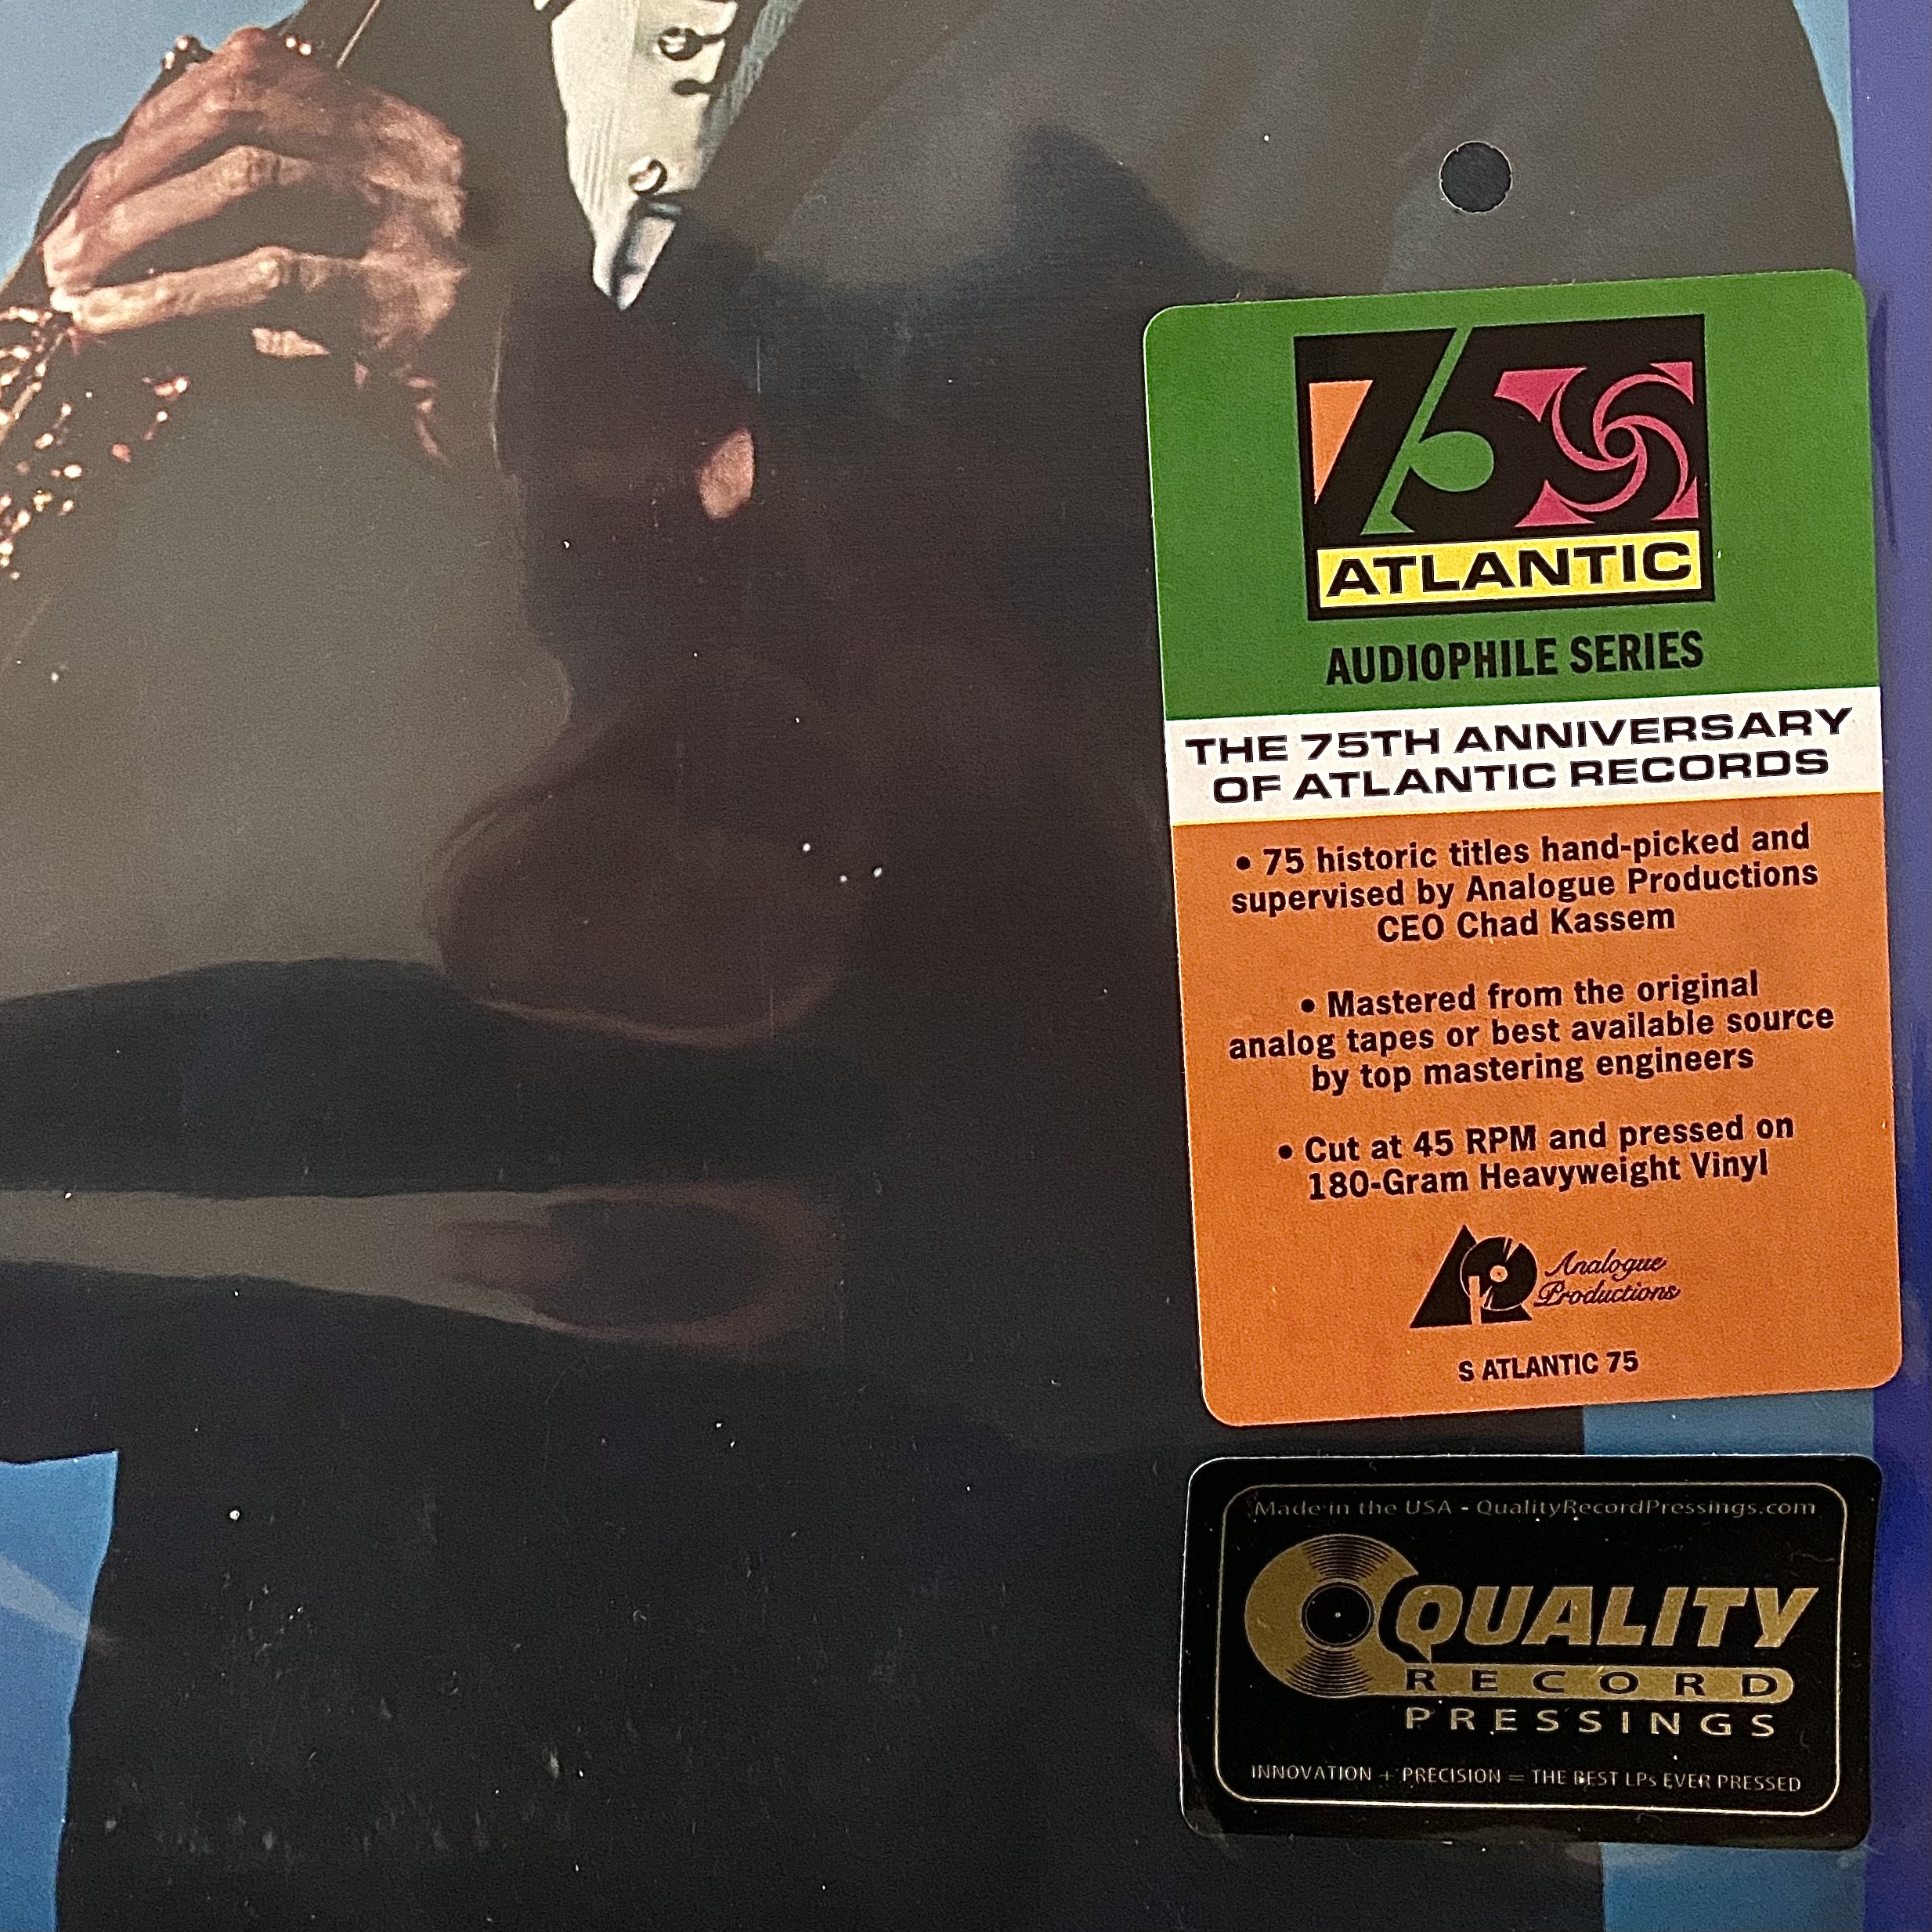 75
ATLANTIC
AUDIOPHILE SERIES
THE 75TH ANNIVERSARY
OF ATLANTIC RECORDS
• 75 historic titles hand-picked and
supervised by Analogue Productions
CEO Chad Kassem
• Mastered from the original
analog tapes or best available source
by top mastering engineers
• Cut at 45 RPM and pressed on
180-Gram Heavyweight Vinyl
Analogue
Productions
S ATLANTIC 75
Made in the USA - QualityRecordPressings.com
QUALITY
RECORD
PRESSINGS
INNOVATION + PRECISION = THE BEST LPs EVER PRESSED